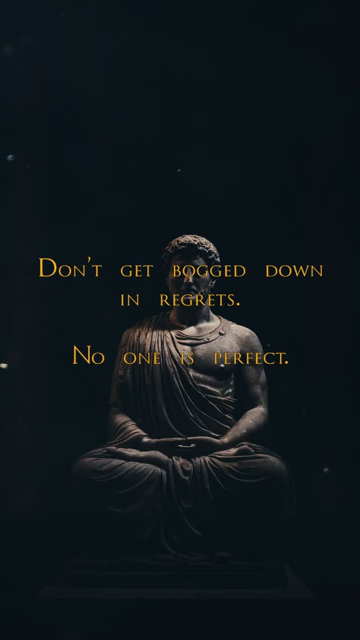 Don't get bogged down
in regrets.
No one is perfect.